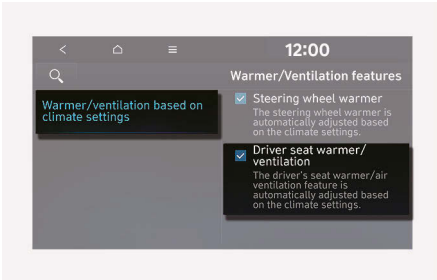 12:00
Warmer/Ventilation features
Warmer/ventilation based on
climate settings
Steering wheel warmer
The steering wheel warmer is
automatically adjusted based
on the climate settings.
Driver seat warmer/
ventilation
The driver's seat warmer/air
ventilation feature is
automatically adjusted based
on the climate settings.